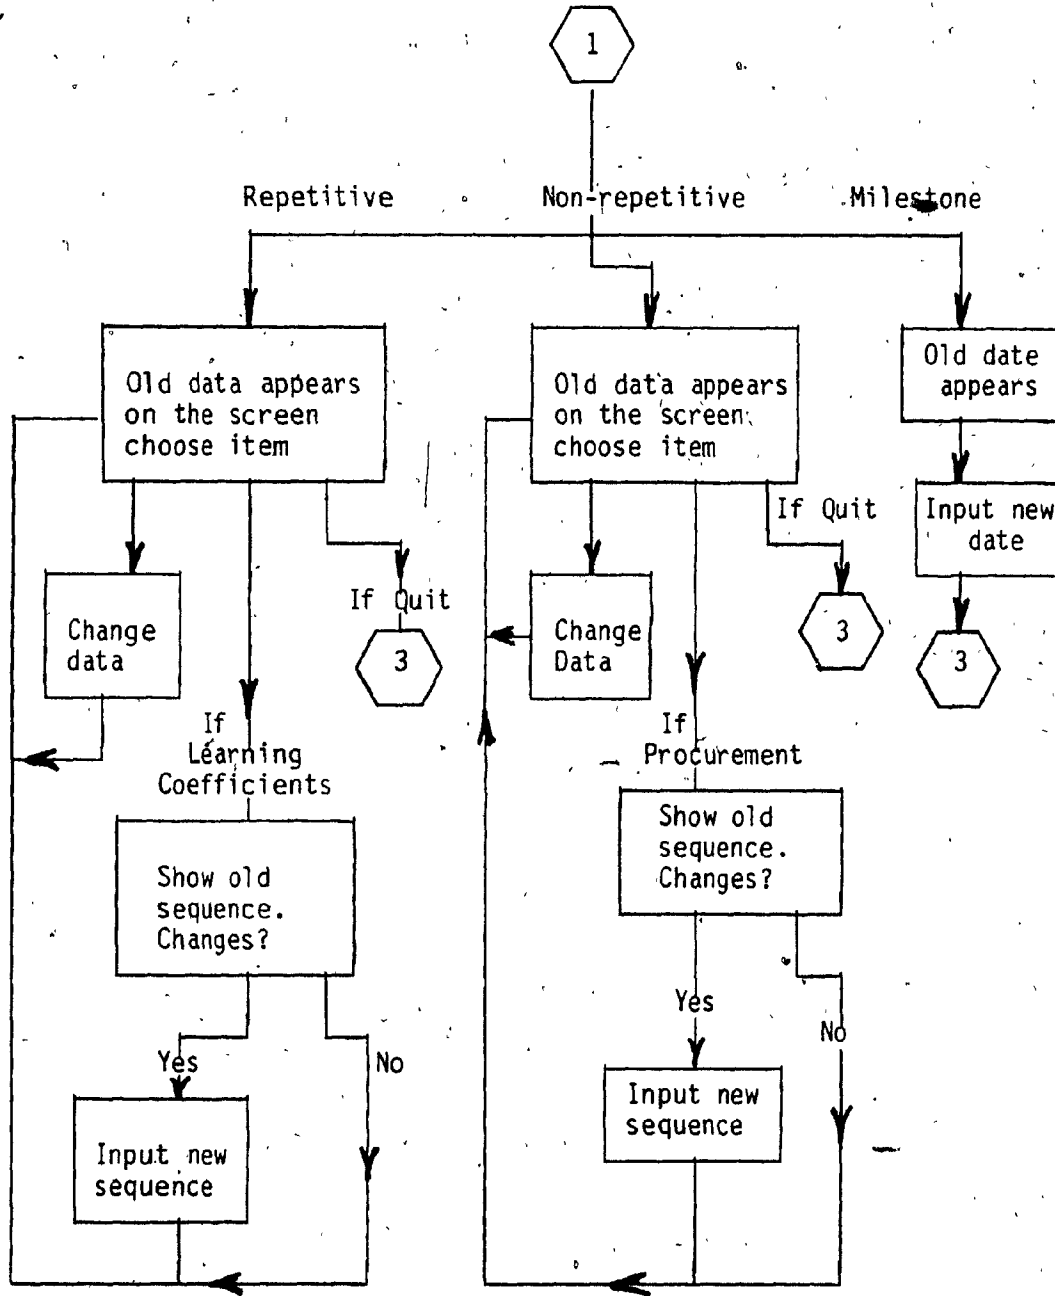 1
Repetitive
Non-repetitive
Milestone
Old data appears
on the screen
choose item
Old data appears
on the screen
choose item
Old date
appears
If Quit
Input new
date
If Quit
Change
data
3
Change
Data
3
3
If
Learning
Coefficients
If
Procurement
Show old
sequence.
Changes?
Show old
sequence.
Changes?
Yes
No
Yes
No
Input new
sequence
Input new
sequence